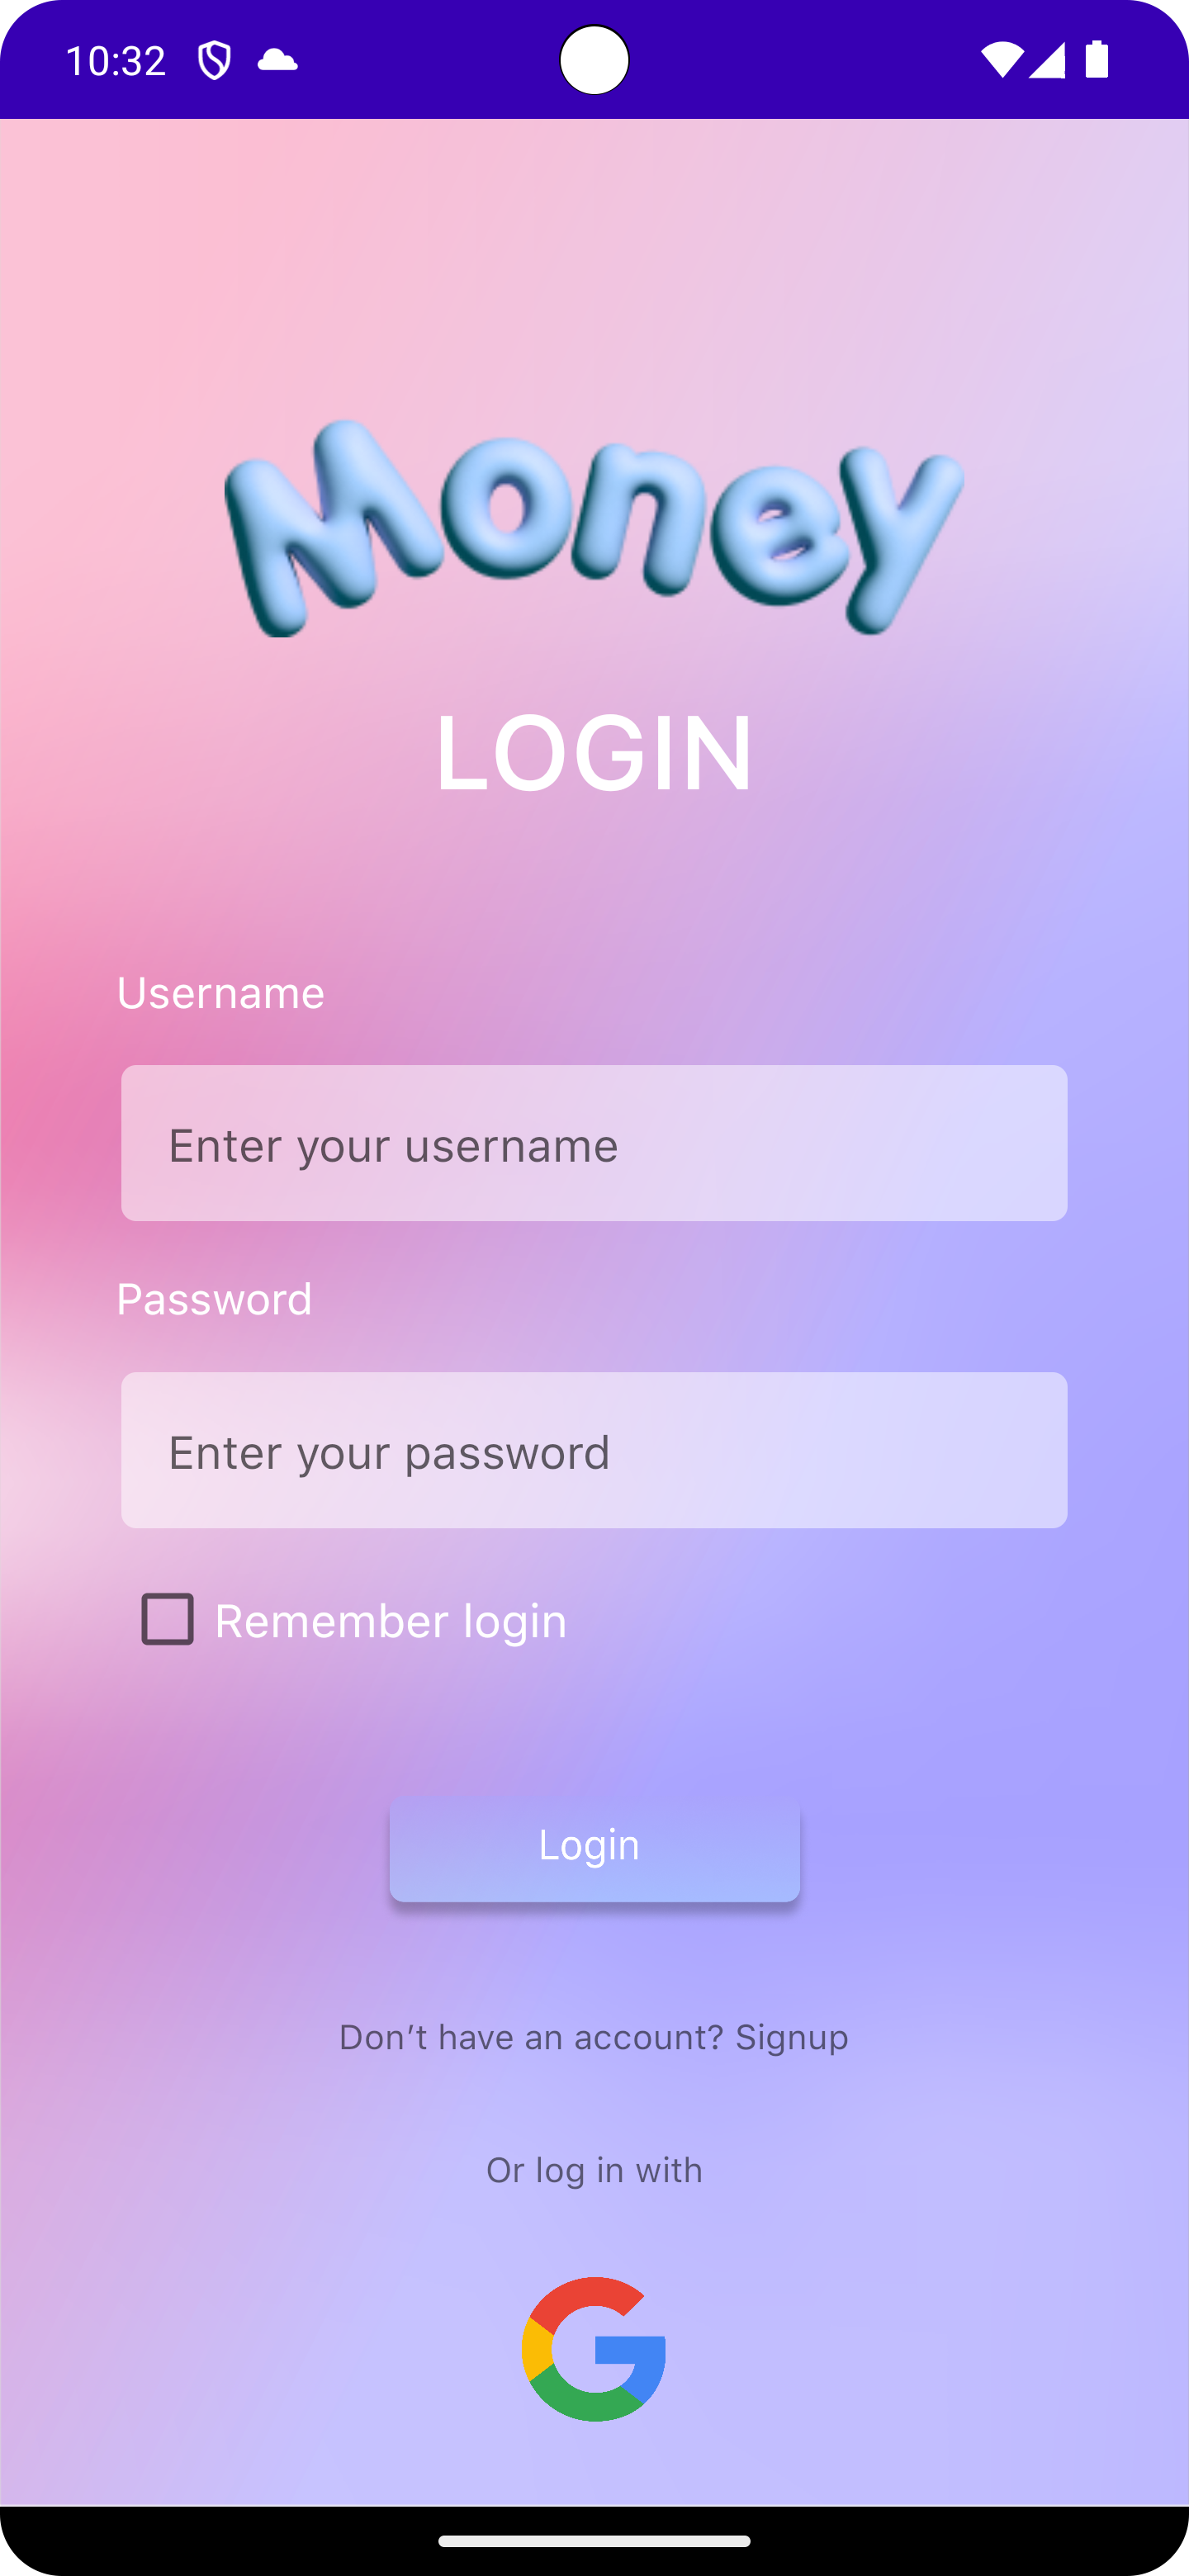 10:32
Money
LOGIN
Username
Enter your username
Password
Enter your password
Remember login
Login
Don’t have an account? Signup
Or log in with
G